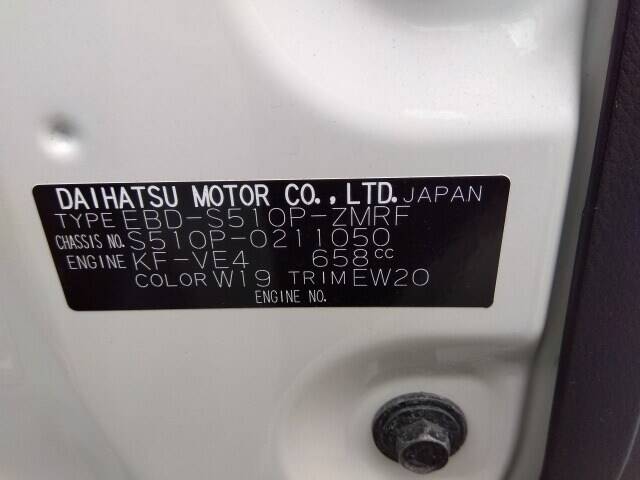 DAIHATSU MOTOR CO.,LTD. JAPAN
TYPE EBD-S510P-ZMRF
CHASSIS NO. S510P-0211050
ENGINE KF-VE4 658cc
COLOR W19 TRIM EW20
ENGINE NO.